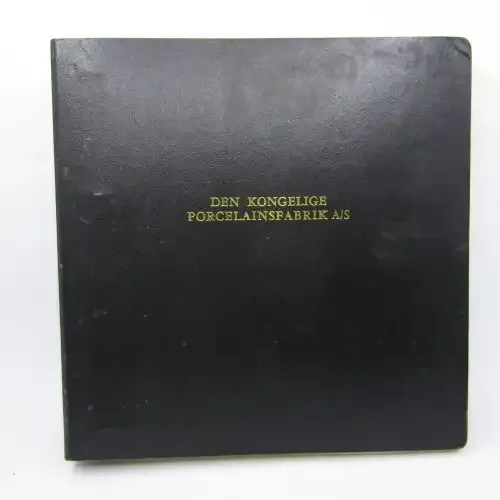 DEN KONGELIGE
PORCELAINSFABRIK A/S